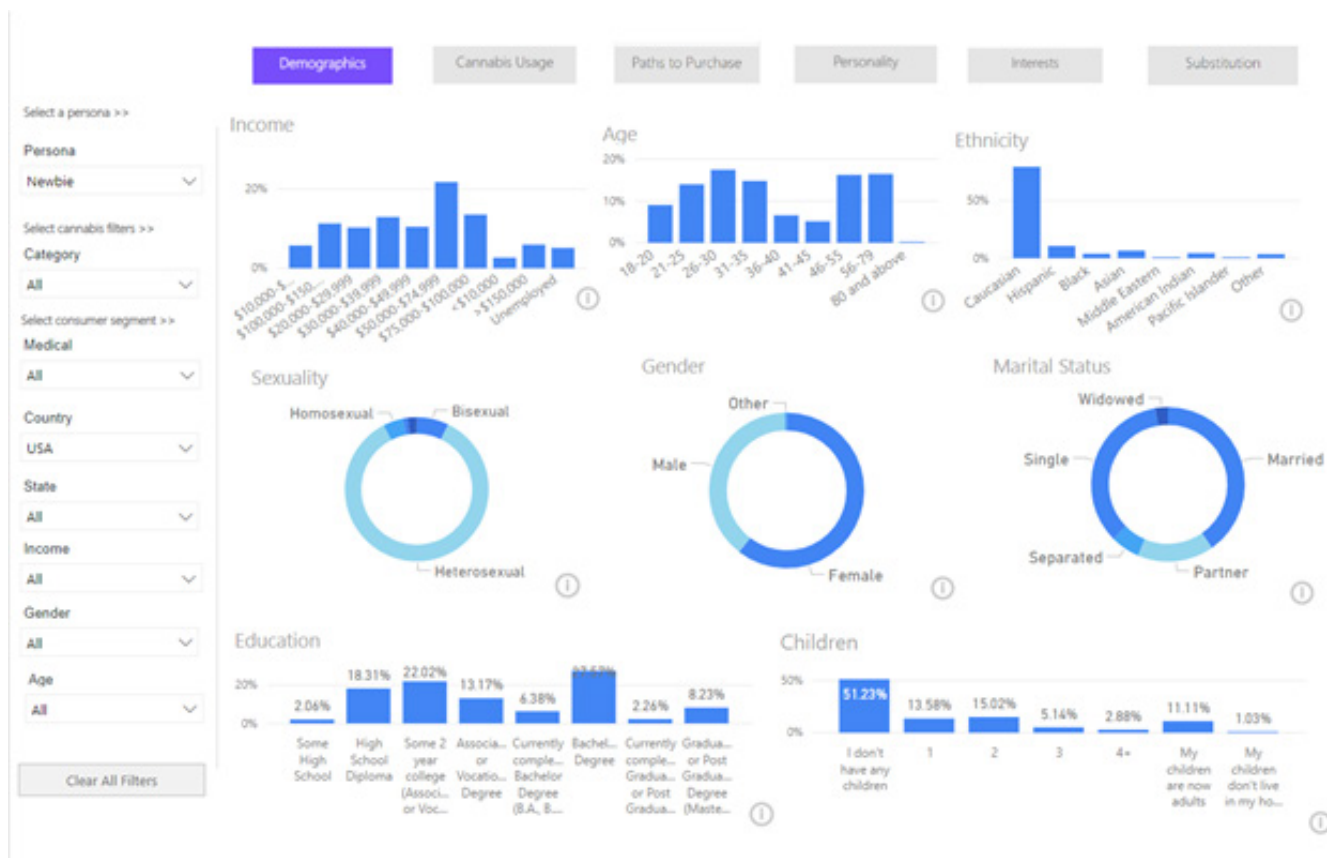 Demographics
Cannabis Usage
Paths to Purchase
Personality
Interests
Substitution
Select a persona >>
Persona
Newbie
Select cannabis filters >>
Category
All
Select consumer segment >>
Medical
All
Country
USA
State
All
Income
All
Gender
All
Age
All
Clear All Filters
Income
20%
0%
$10,000-$...
$100,000-$150,...
$20,000-$29,999
$30,000-$39,999
$40,000-$49,999
$50,000-$74,999
$75,000-$100,000
<$10,000
>$150,000
Unemployed
Age
20%
10%
0%
18-20
21-25
26-30
31-35
36-40
41-45
46-55
56-79
80 and above
Ethnicity
50%
0%
Caucasian
Hispanic
Black
Asian
Middle Eastern
American Indian
Pacific Islander
Other
Sexuality
Homosexual
Bisexual
Heterosexual
Gender
Other
Male
Female
Marital Status
Widowed
Single
Married
Separated
Partner
Education
20%
0%
2.06%
18.31%
22.02%
13.17%
6.38%
2.26%
8.23%
Some
High
School
High
School
Diploma
Some 2
year
college
(Associ...
or Voc...
Associa...
or
Vocatio...
Degree
Currently
comple...
Bachelor
Degree
(B.A., B....
Bachel...
Degree
Currently
comple...
Gradua...
or Post
Gradua...
Gradua...
or Post
Gradua...
Degree
(Maste...
Children
50%
0%
51.23%
13.58%
15.02%
5.14%
2.88%
11.11%
1.03%
I don't
have any
children
1
2
3
4+
My
children
are now
adults
My
children
don't live
in my ho...